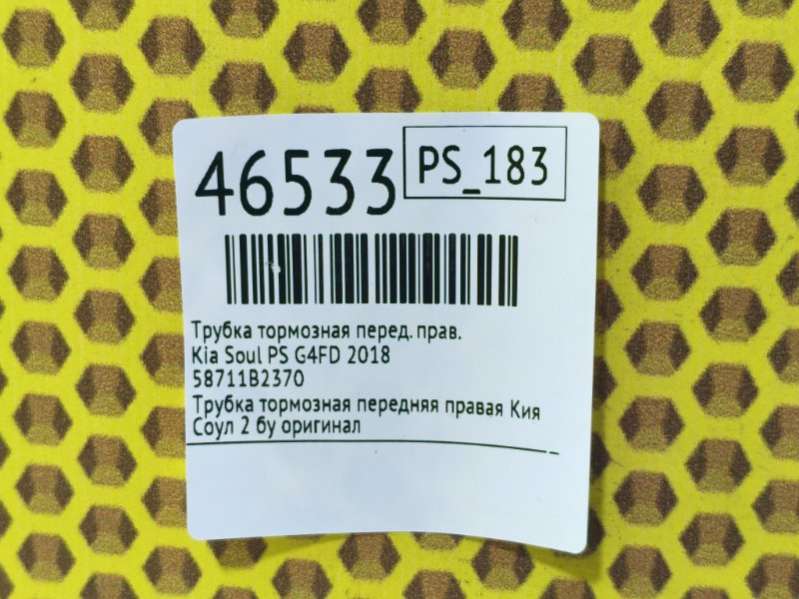 46533
PS_183
Трубка тормозная перед. прав.
Kia Soul PS G4FD 2018
58711B2370
Трубка тормозная передняя правая Кия
Соул 2 бу оригинал